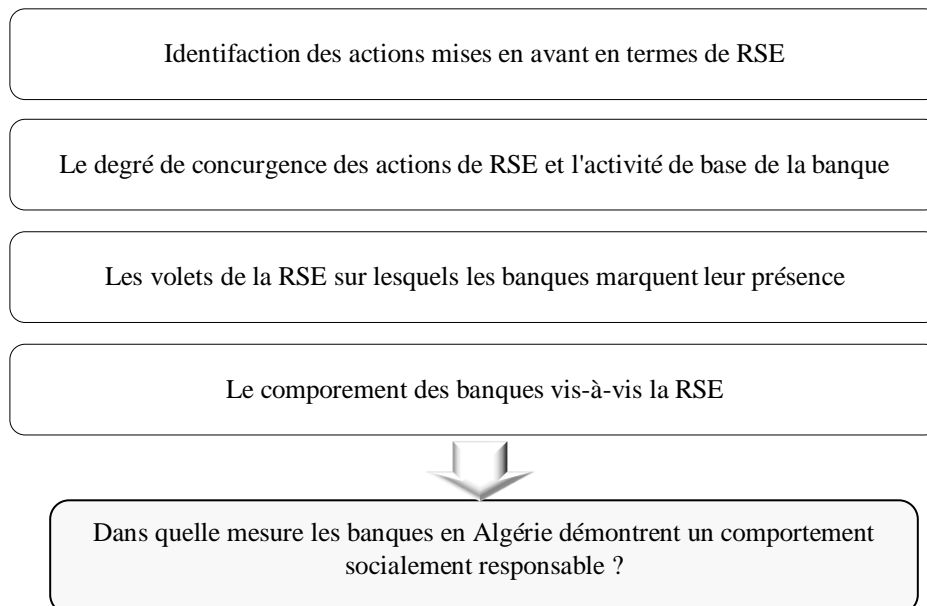 Identifaction des actions mises en avant en termes de RSE
Le degré de concurgence des actions de RSE et l'activité de base de la banque
Les volets de la RSE sur lesquels les banques marquent leur présence
Le comporement des banques vis-à-vis la RSE
Dans quelle mesure les banques en Algérie démontrent un comportement
socialement responsable ?